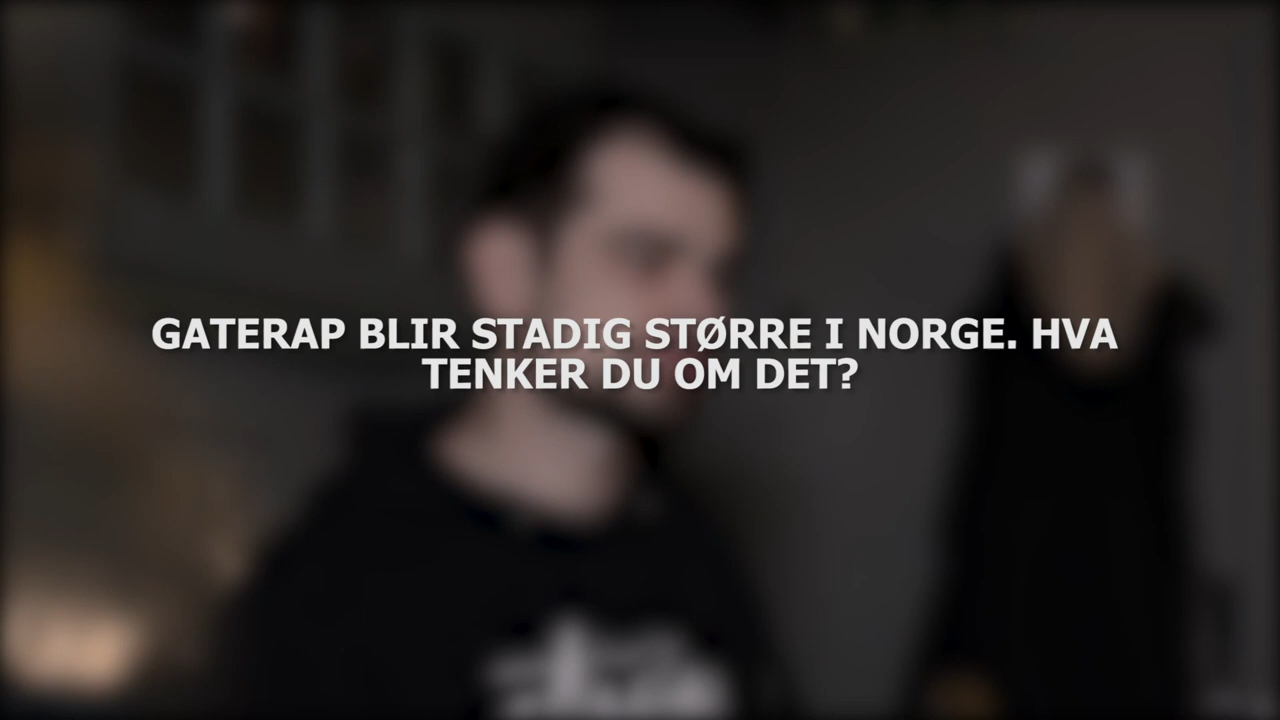 GATERAP BLIR STADIG STØRRE I NORGE. HVA
TENKER DU OM DET?